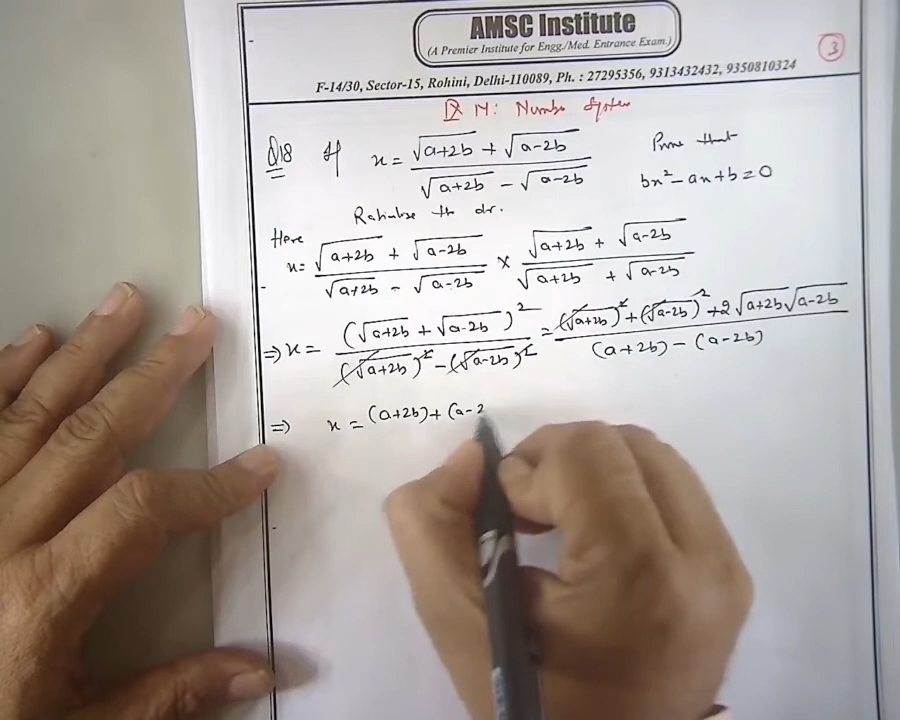 AMSC Institute
(A Premier Institute for Engg./Med. Entrance Exam.)
3
F-14/30, Sector-15, Rohini, Delhi-110089, Ph. : 27295356, 9313432432, 9350810324
IX M: Number System
Q18 If x = (√(a+2b) + √(a-2b)) / (√(a+2b) - √(a-2b)) Prove that
bx² - ax + b = 0
Rationalise the dr.
Here
x = (√(a+2b) + √(a-2b)) / (√(a+2b) - √(a-2b)) × (√(a+2b) + √(a-2b)) / (√(a+2b) + √(a-2b))
⇒ x = (√(a+2b) + √(a-2b))² / ((√(a+2b))² - (√(a-2b))²) = ((√(a+2b))² + (√(a-2b))² + 2√(a+2b)√(a-2b)) / ((a+2b) - (a-2b))
⇒ x = (a+2b) + (a-2